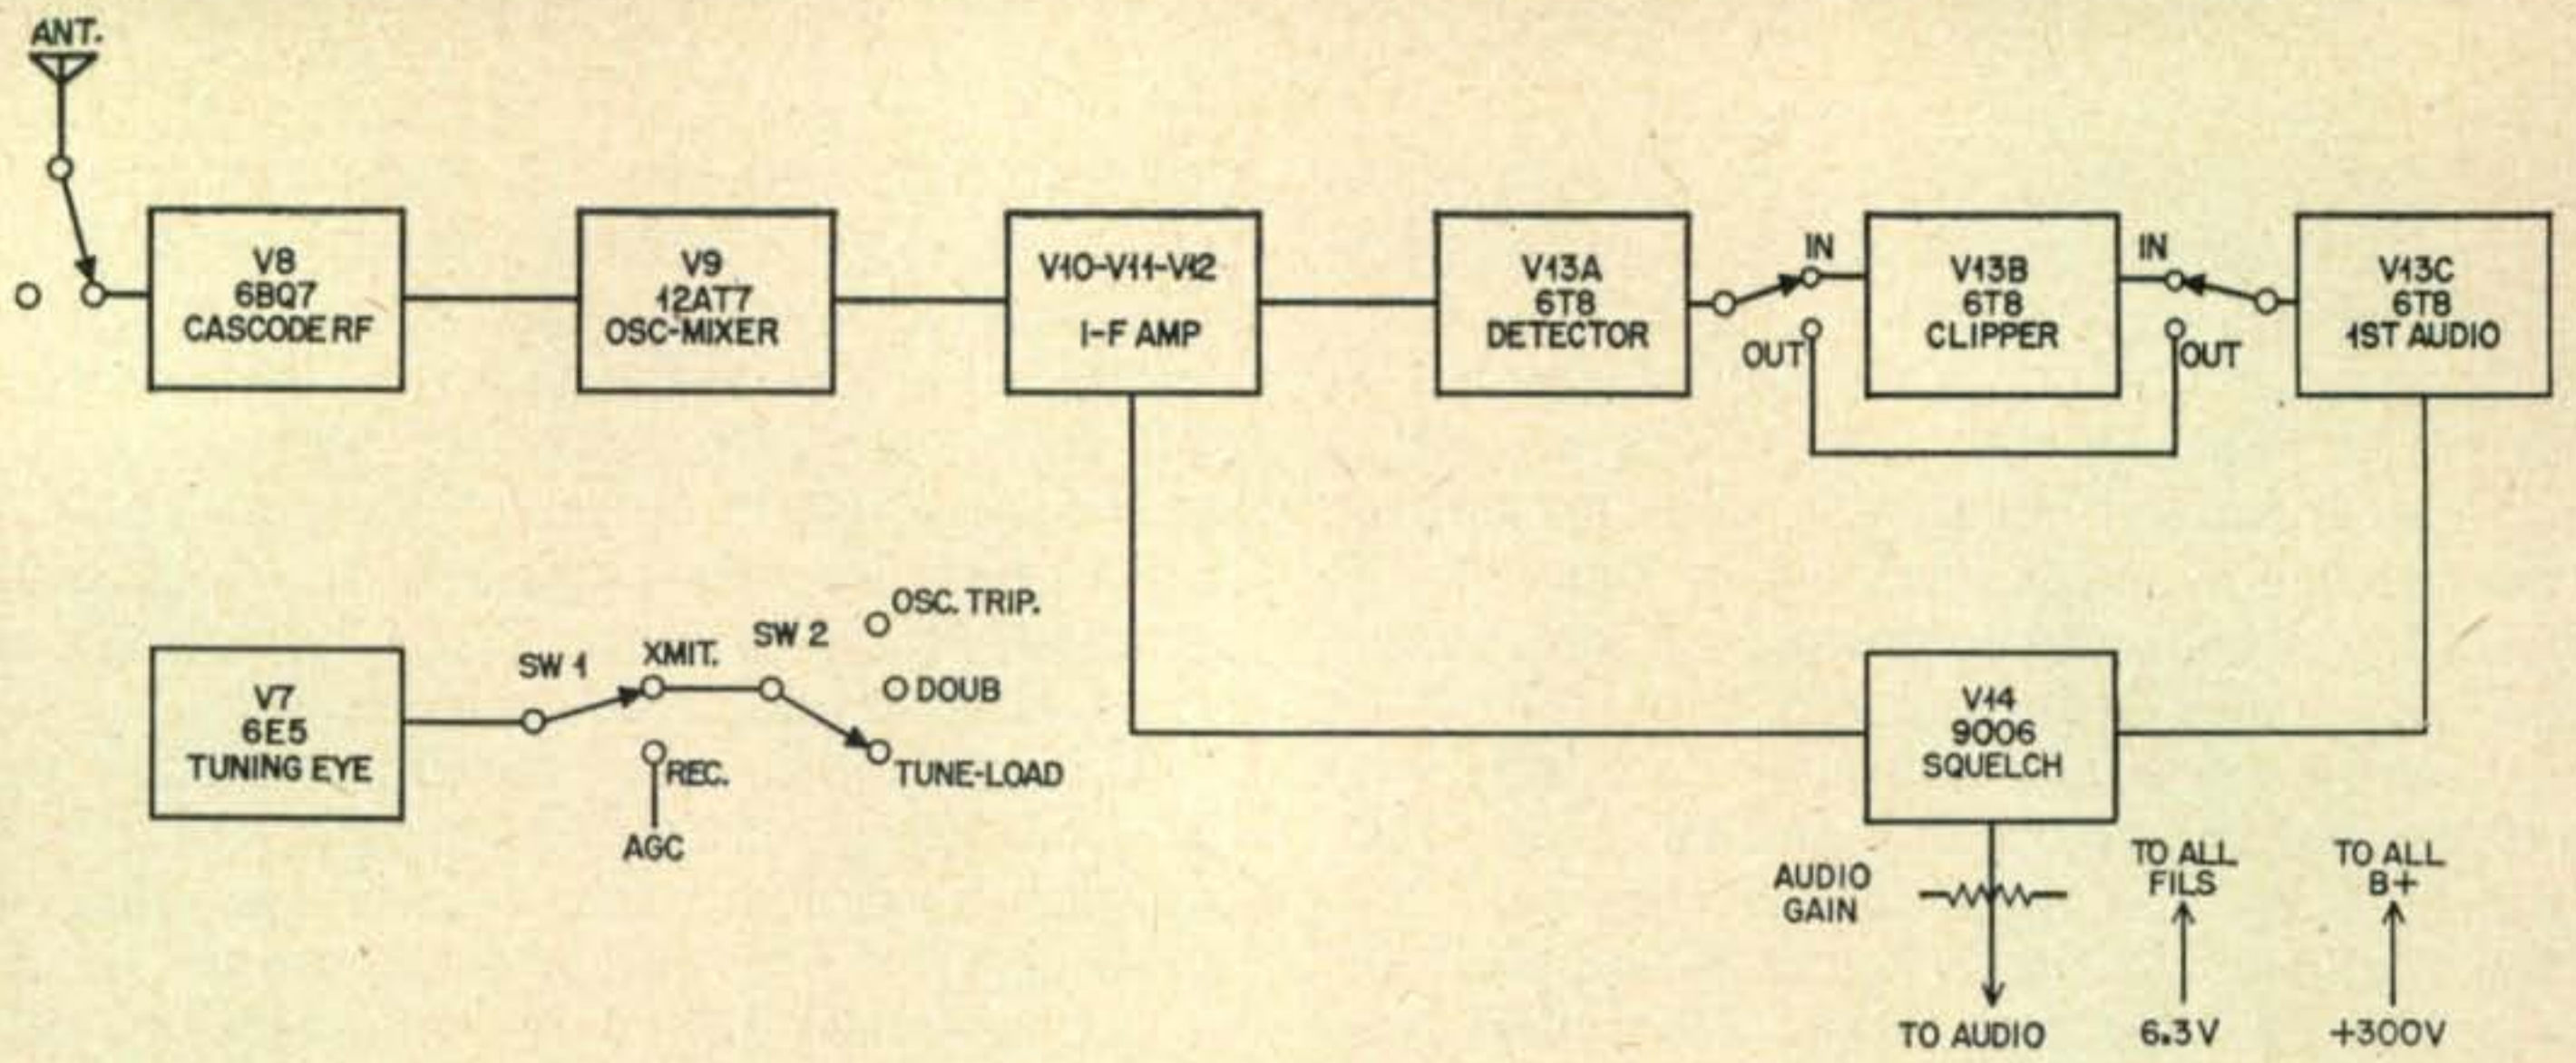 ANT.
V8
6BQ7
CASCODE RF
V9
12AT7
OSC-MIXER
V10-V11-V12
I-F AMP
V13A
6T8
DETECTOR
IN
OUT
V13B
6T8
CLIPPER
IN
OUT
V13C
6T8
1ST AUDIO
V7
6E5
TUNING EYE
SW 1
XMIT.
REC.
AGC
SW 2
OSC. TRIP.
DOUB
TUNE-LOAD
V14
9006
SQUELCH
AUDIO
GAIN
TO AUDIO
TO ALL
FILS
6.3V
TO ALL
B+
+300V